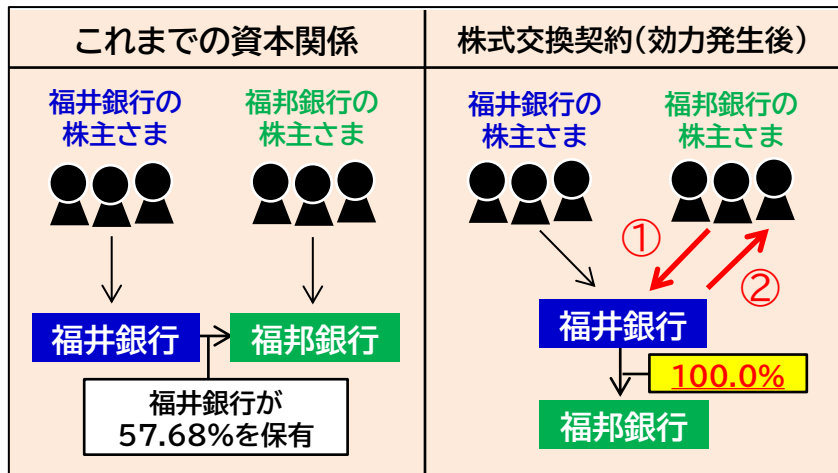 これまでの資本関係
福井銀行の
株主さま
福邦銀行の
株主さま
福井銀行
福邦銀行
福井銀行が
57.68%を保有
株式交換契約(効力発生後)
福井銀行の
株主さま
福邦銀行の
株主さま
①
②
福井銀行
100.0%
福邦銀行